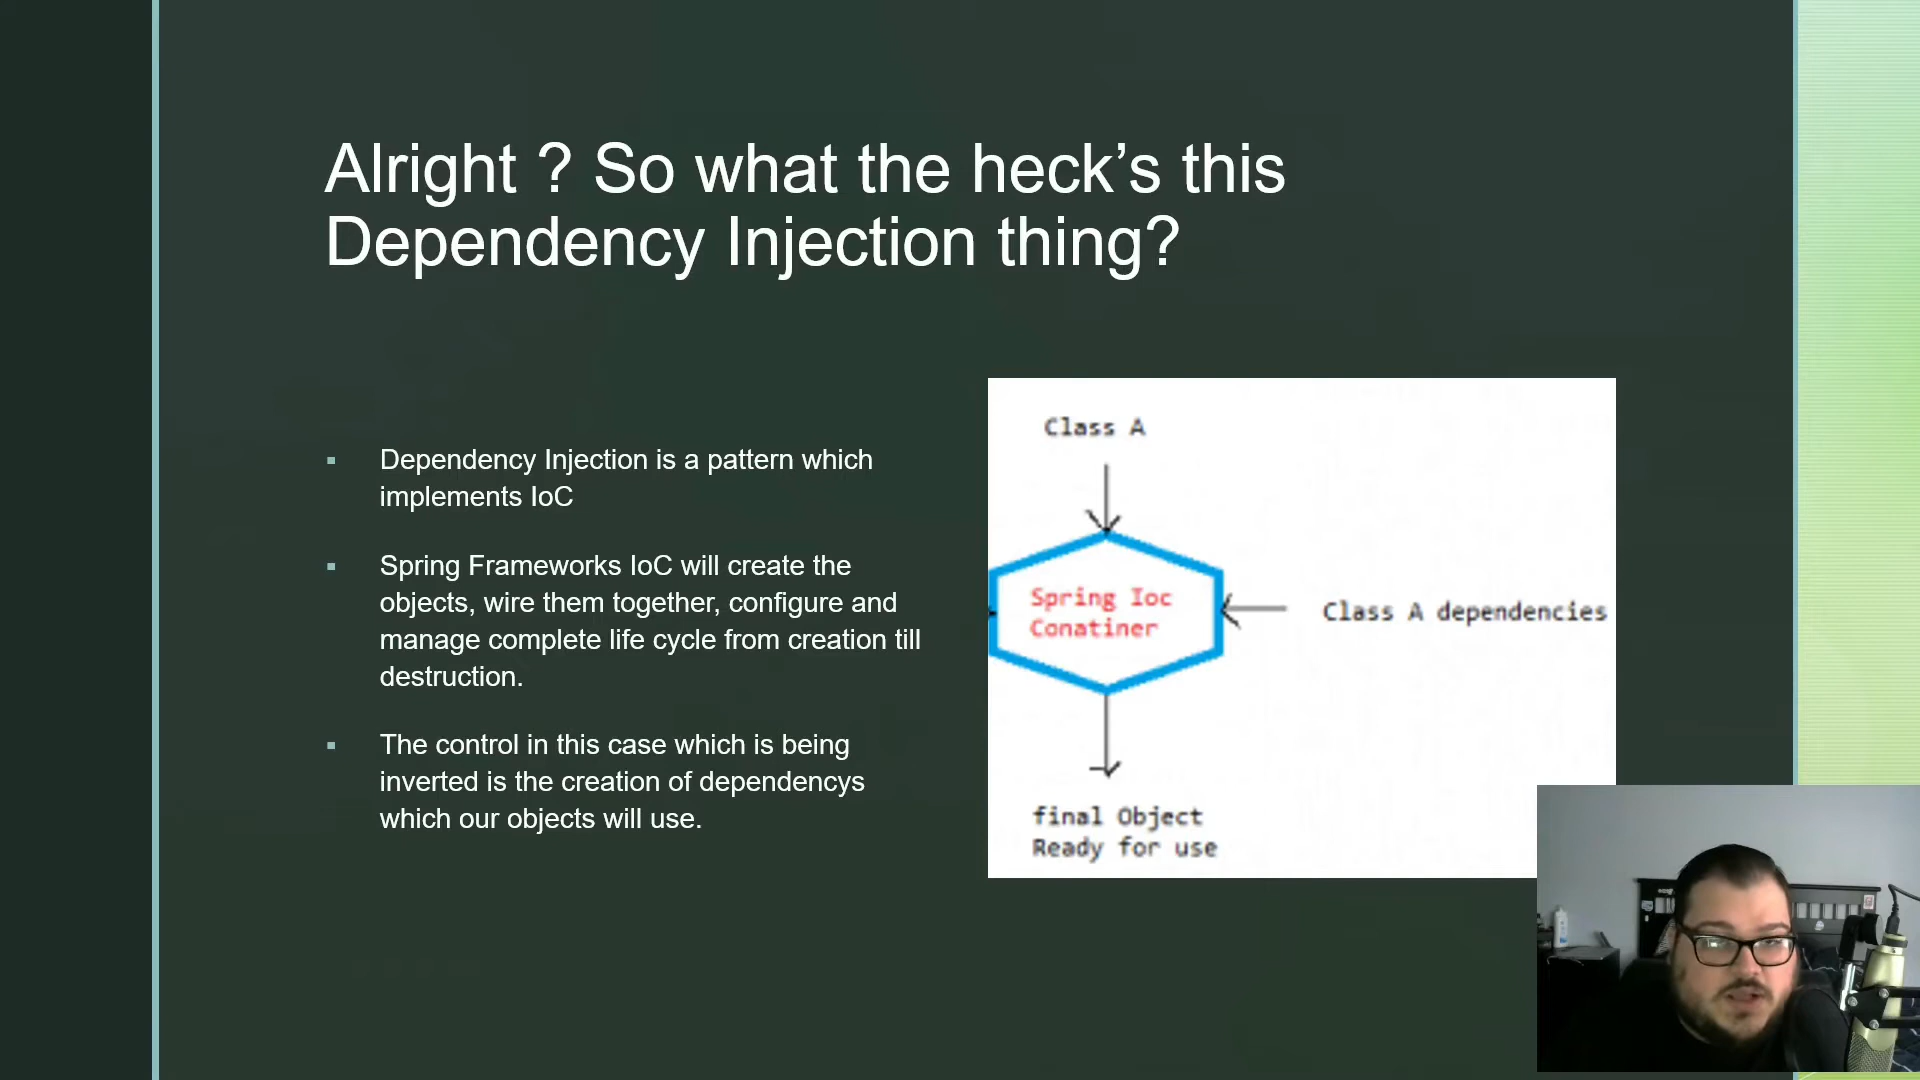 Alright ? So what the heck’s this
Dependency Injection thing?
Dependency Injection is a pattern which
implements IoC
Spring Frameworks IoC will create the
objects, wire them together, configure and
manage complete life cycle from creation till
destruction.
The control in this case which is being
inverted is the creation of dependencys
which our objects will use.
Class A
Spring Ioc
Conatiner
Class A dependencies
final Object
Ready for use